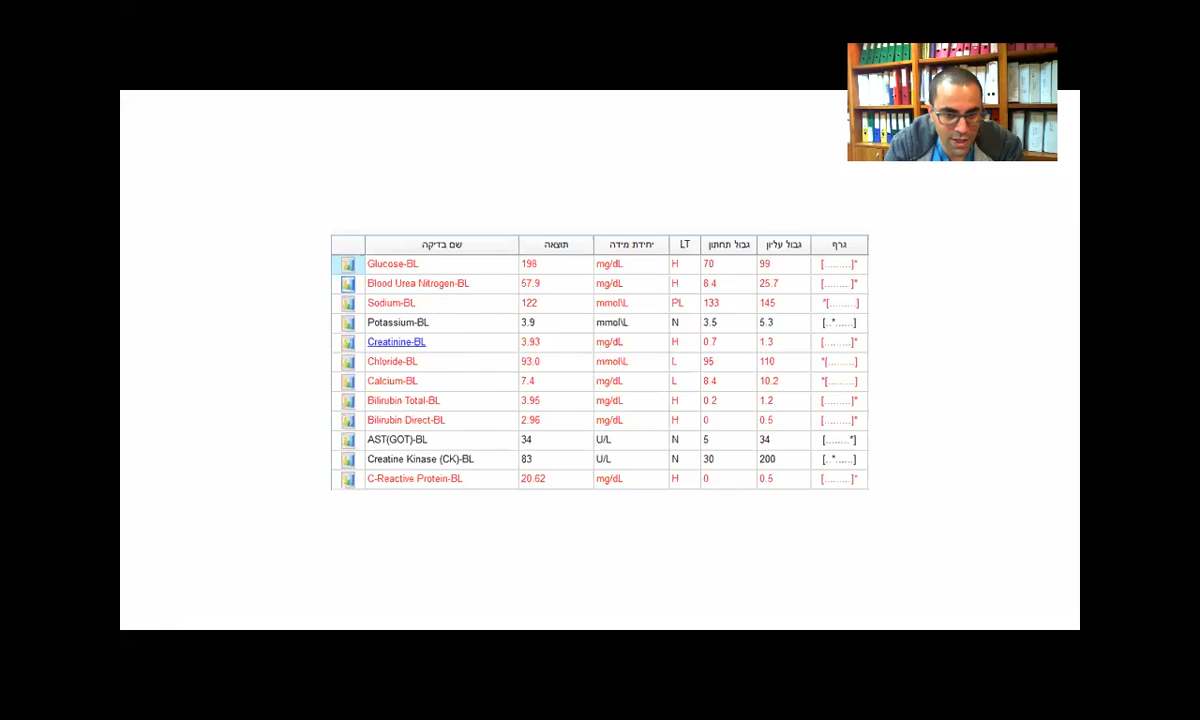 שם בדיקה תוצאה יחידת מידה LT גבול תחתון גבול עליון גרף
Glucose-BL 198 mg/dL H 70 99 [.........]*
Blood Urea Nitrogen-BL 57.9 mg/dL H 8.4 25.7 [.........]*
Sodium-BL 122 mmol\L PL 133 145 *[.........]
Potassium-BL 3.9 mmol\L N 3.5 5.3 [..*......]
Creatinine-BL 3.93 mg/dL H 0.7 1.3 [.........]*
Chloride-BL 93.0 mmol\L L 95 110 *[.........]
Calcium-BL 7.4 mg/dL L 8.4 10.2 *[.........]
Bilirubin Total-BL 3.95 mg/dL H 0.2 1.2 [.........]*
Bilirubin Direct-BL 2.96 mg/dL H 0 0.5 [.........]*
AST(GOT)-BL 34 U/L N 5 34 [........*]
Creatine Kinase (CK)-BL 83 U/L N 30 200 [..*......]
C-Reactive Protein-BL 20.62 mg/dL H 0 0.5 [.........]*